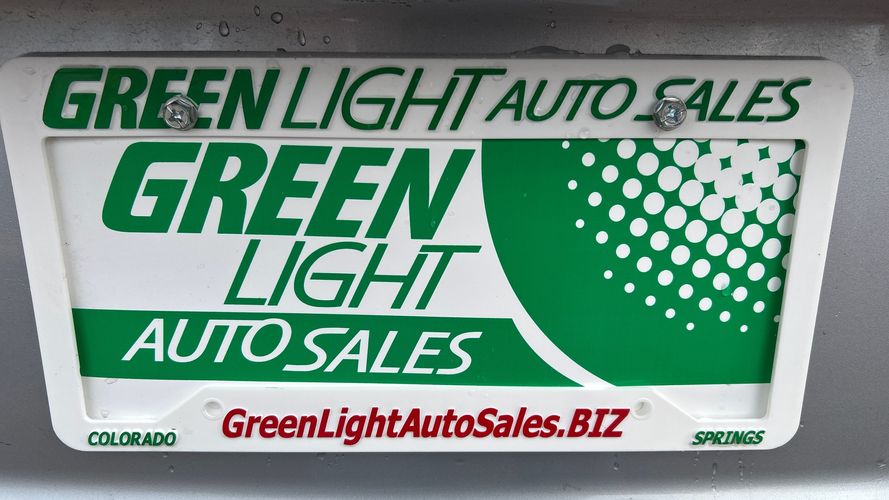 GREEN LIGHT AUTO SALES
GREEN
LIGHT
AUTO SALES
GreenLightAutoSales.BIZ
COLORADO SPRINGS